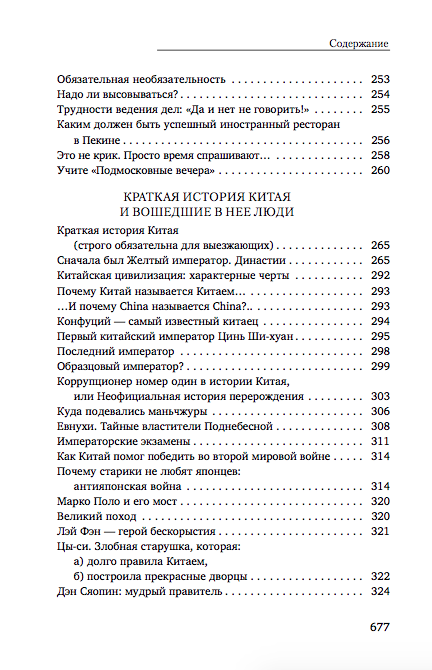 Содержание
Обязательная необязательность . . . . . . . . . . . . . . . . . . . . 253
Надо ли высовываться? . . . . . . . . . . . . . . . . . . . . . . . . . . 254
Трудности ведения дел: «Да и нет не говорить!» . . . . . . . 255
Каким должен быть успешный иностранный ресторан
в Пекине . . . . . . . . . . . . . . . . . . . . . . . . . . . . . . . . . . . 256
Это не крик. Просто время спрашивают… . . . . . . . . . . . . 258
Учите «Подмосковные вечера» . . . . . . . . . . . . . . . . . . . . 260
КРАТКАЯ ИСТОРИЯ КИТАЯ
И ВОШЕДШИЕ В НЕЕ ЛЮДИ
Краткая история Китая
(строго обязательна для выезжающих) . . . . . . . . . . . . 265
Сначала был Желтый император. Династии . . . . . . . . . . 265
Китайская цивилизация: характерные черты . . . . . . . . . 292
Почему Китай называется Китаем… . . . . . . . . . . . . . . . . 293
…И почему China называется China?.. . . . . . . . . . . . . . . 293
Конфуций — самый известный китаец . . . . . . . . . . . . . . 294
Первый китайский император Цинь Ши-хуан . . . . . . . . . 295
Последний император . . . . . . . . . . . . . . . . . . . . . . . . . . 298
Образцовый император? . . . . . . . . . . . . . . . . . . . . . . . . . 299
Коррупционер номер один в истории Китая,
или Неофициальная история перерождения . . . . . . . . 303
Куда подевались маньчжуры . . . . . . . . . . . . . . . . . . . . . 306
Евнухи. Тайные властители Поднебесной . . . . . . . . . . . . 308
Императорские экзамены . . . . . . . . . . . . . . . . . . . . . . . . 311
Как Китай помог победить во второй мировой войне . . . . . 314
Почему старики не любят японцев:
антияпонская война . . . . . . . . . . . . . . . . . . . . . . . . . . 314
Марко Поло и его мост . . . . . . . . . . . . . . . . . . . . . . . . . . 320
Великий поход . . . . . . . . . . . . . . . . . . . . . . . . . . . . . . . . 320
Лэй Фэн — герой бескорыстия . . . . . . . . . . . . . . . . . . . . . 321
Цы-си. Злобная старушка, которая:
а) долго правила Китаем,
б) построила прекрасные дворцы . . . . . . . . . . . . . . . . . 322
Дэн Сяопин: мудрый правитель . . . . . . . . . . . . . . . . . . . . 324
677